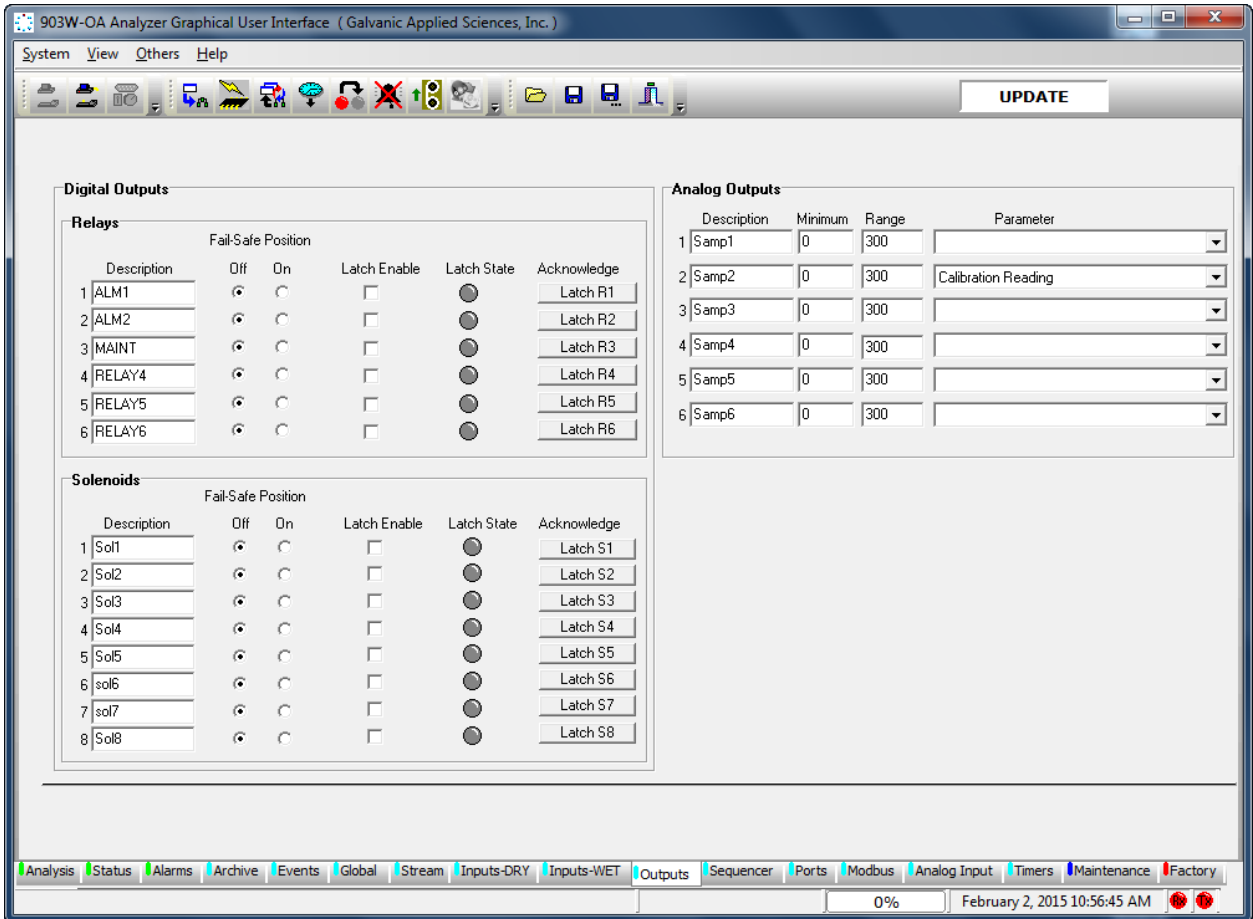 903W-OA Analyzer Graphical User Interface ( Galvanic Applied Sciences, Inc. )
System View Others Help
UPDATE
Digital Outputs
Relays
Fail-Safe Position
Description Off On Latch Enable Latch State Acknowledge
1 ALM1 Latch R1
2 ALM2 Latch R2
3 MAINT Latch R3
4 RELAY4 Latch R4
5 RELAY5 Latch R5
6 RELAY6 Latch R6
Solenoids
Fail-Safe Position
Description Off On Latch Enable Latch State Acknowledge
1 Sol1 Latch S1
2 Sol2 Latch S2
3 Sol3 Latch S3
4 Sol4 Latch S4
5 Sol5 Latch S5
6 sol6 Latch S6
7 sol7 Latch S7
8 Sol8 Latch S8
Analog Outputs
Description Minimum Range Parameter
1 Samp1 0 300
2 Samp2 0 300 Calibration Reading
3 Samp3 0 300
4 Samp4 0 300
5 Samp5 0 300
6 Samp6 0 300
Analysis Status Alarms Archive Events Global Stream Inputs-DRY Inputs-WET Outputs Sequencer Ports Modbus Analog Input Timers Maintenance Factory
0% February 2, 2015 10:56:45 AM Rx Tx